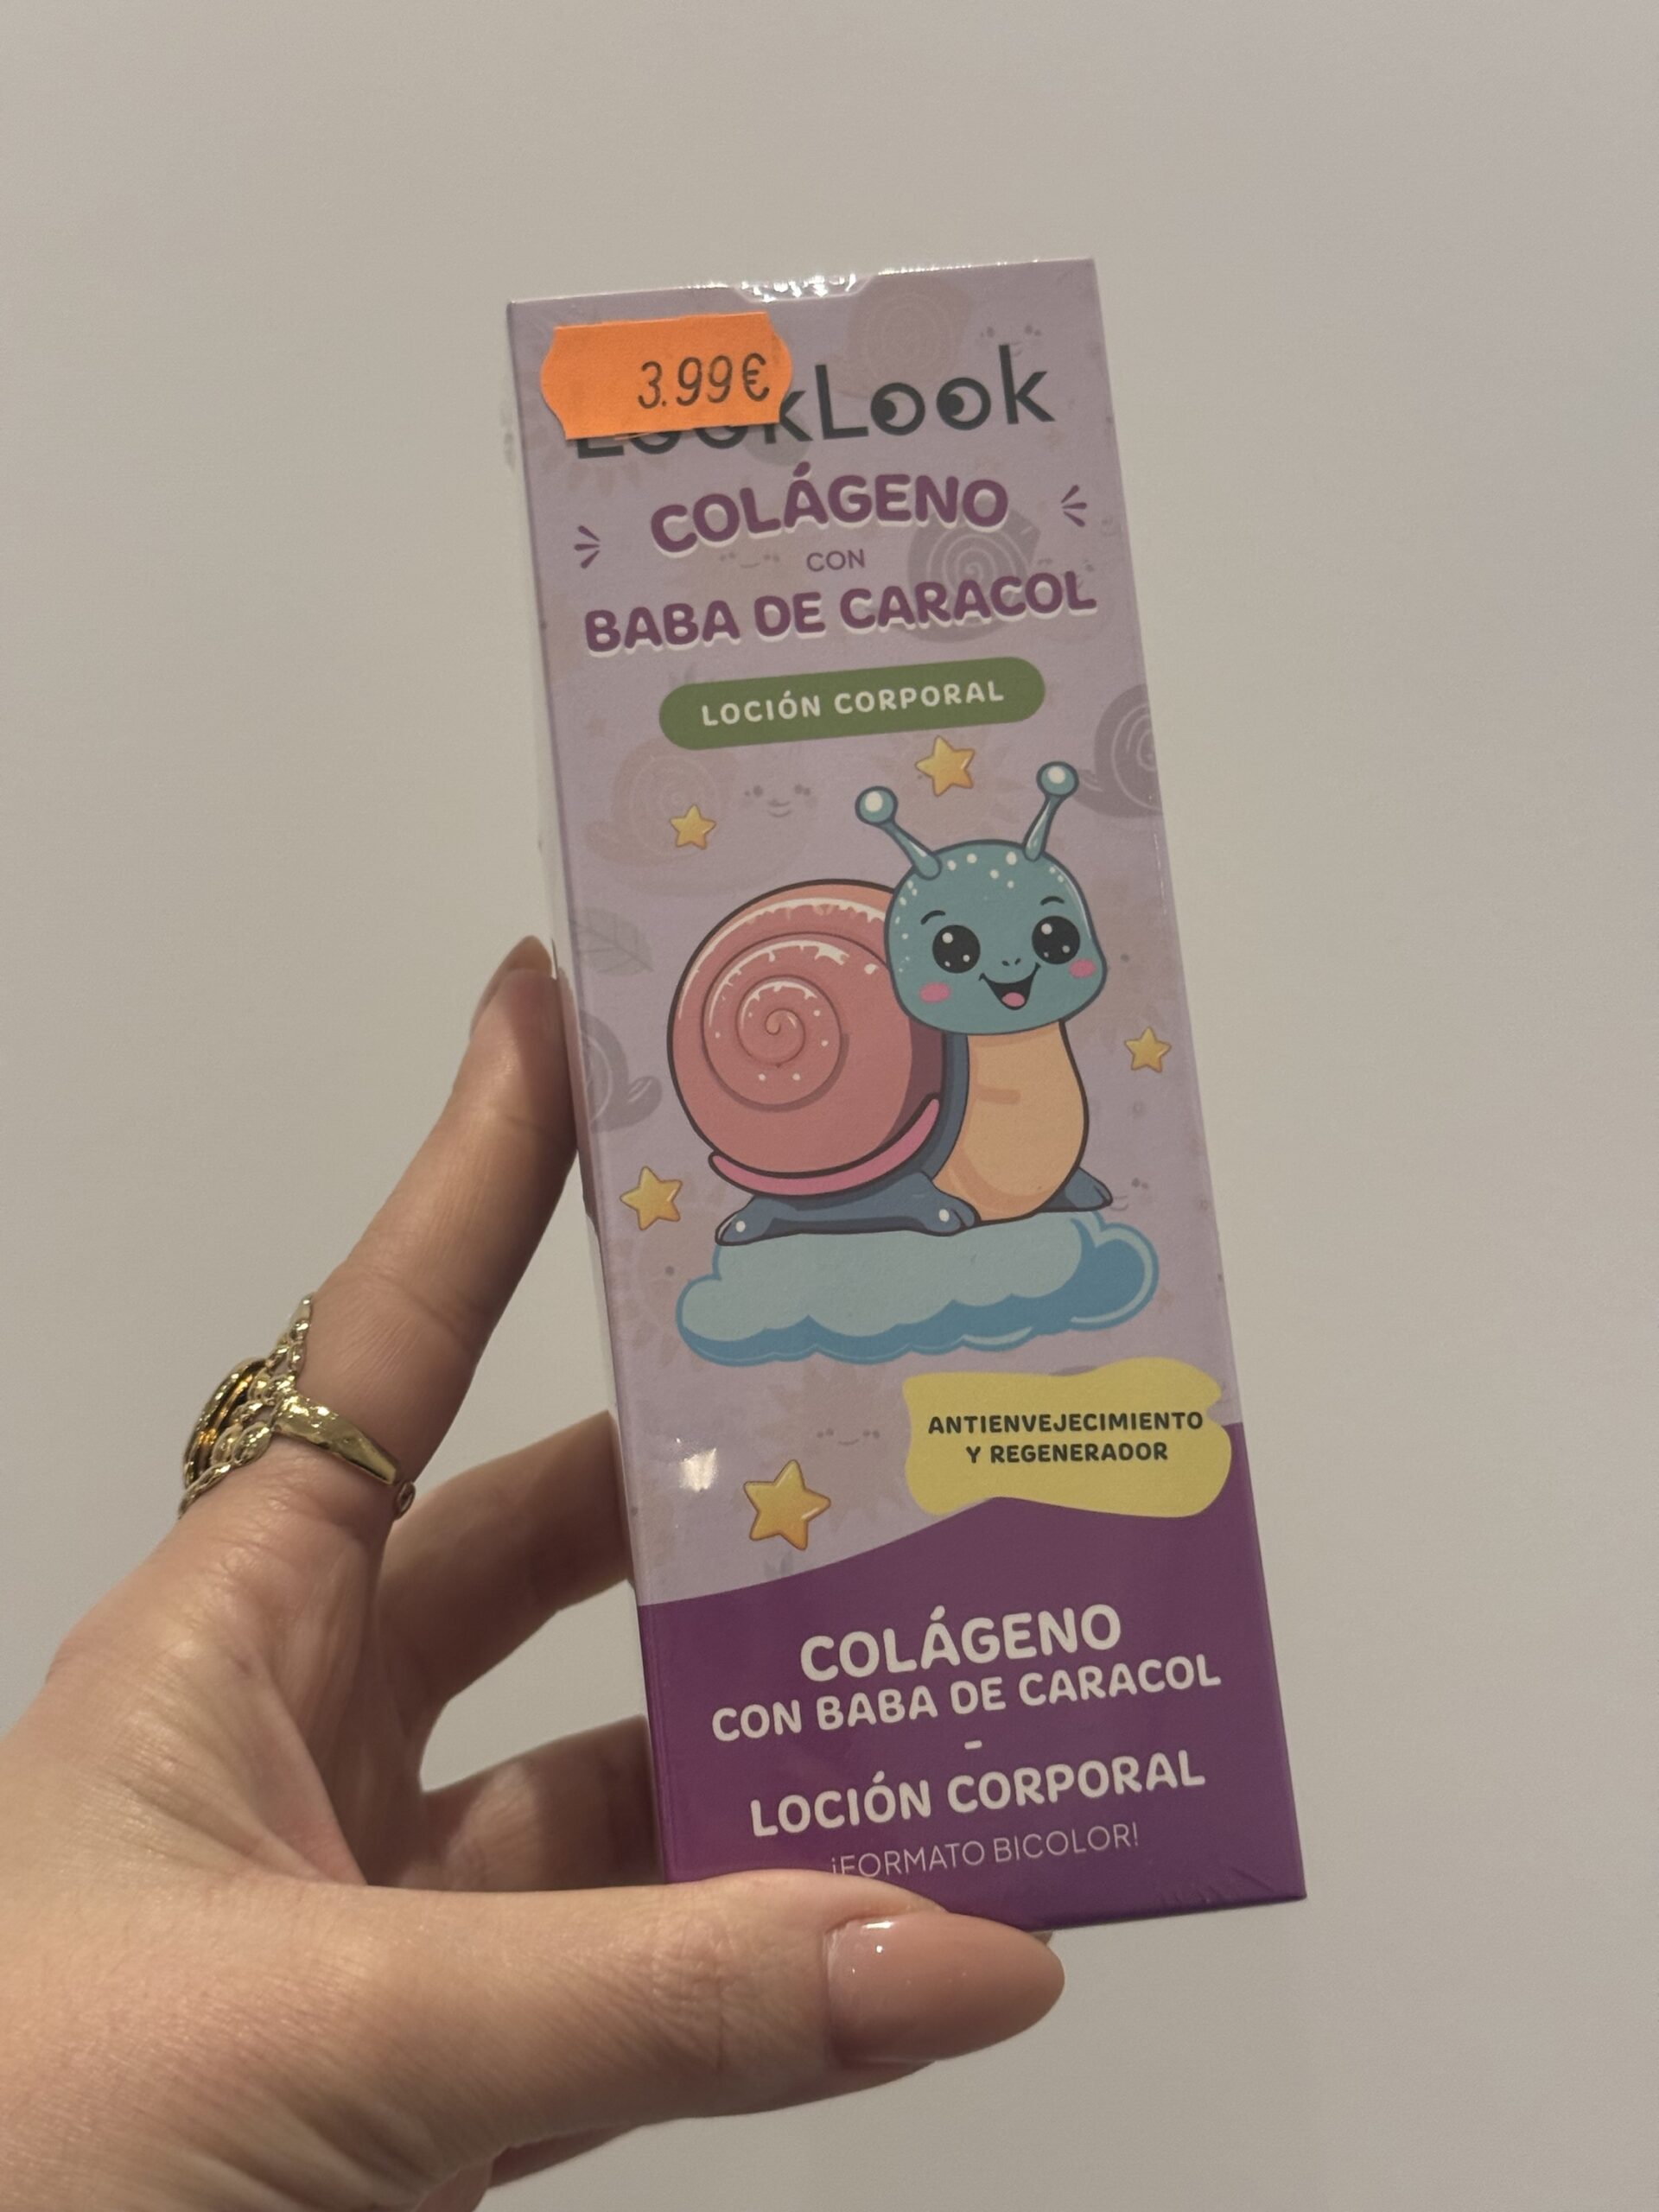 3.99€
LookLook
COLÁGENO
CON
BABA DE CARACOL
LOCIÓN CORPORAL
ANTIENVEJECIMIENTO
Y REGENERADOR
COLÁGENO
CON BABA DE CARACOL
-
LOCIÓN CORPORAL
¡FORMATO BICOLOR!